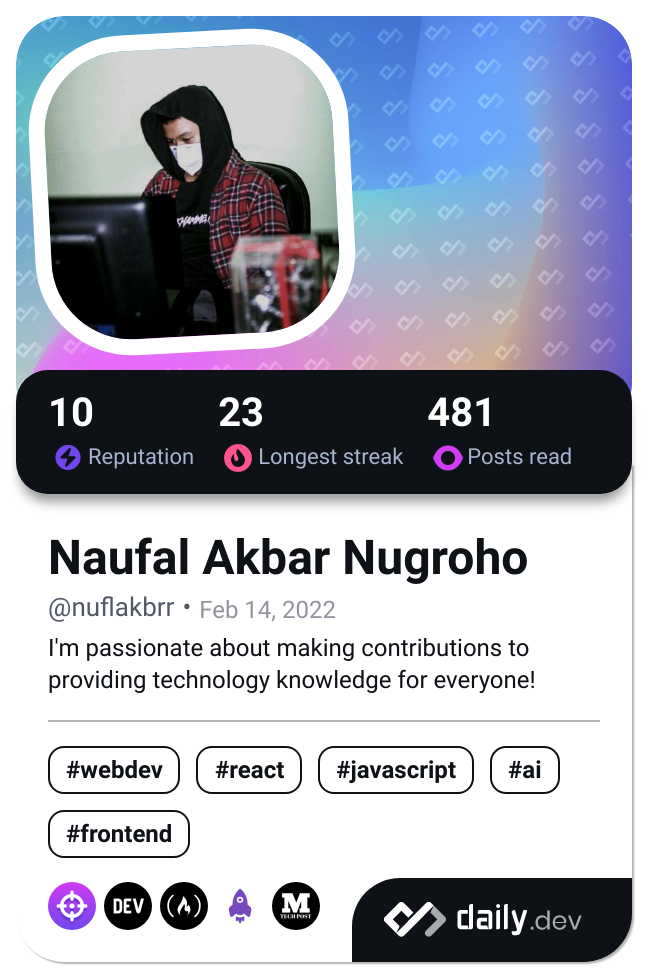 10 23 481
Reputation Longest streak Posts read
Naufal Akbar Nugroho
@nuflakbrr • Feb 14, 2022
I'm passionate about making contributions to
providing technology knowledge for everyone!
#webdev #react #javascript #ai
#frontend
DEV M
TECH POST
daily.dev